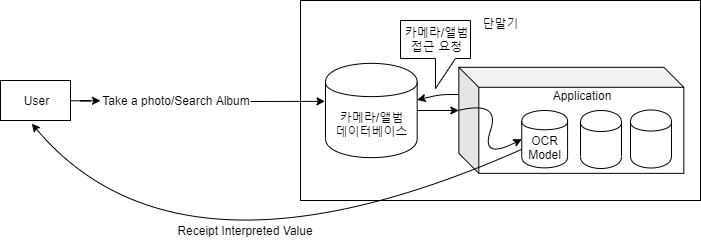 단말기
카메라/앨범
접근 요청
User
Take a photo/Search Album
카메라/앨범
데이터베이스
Application
OCR
Model
Receipt Interpreted Value